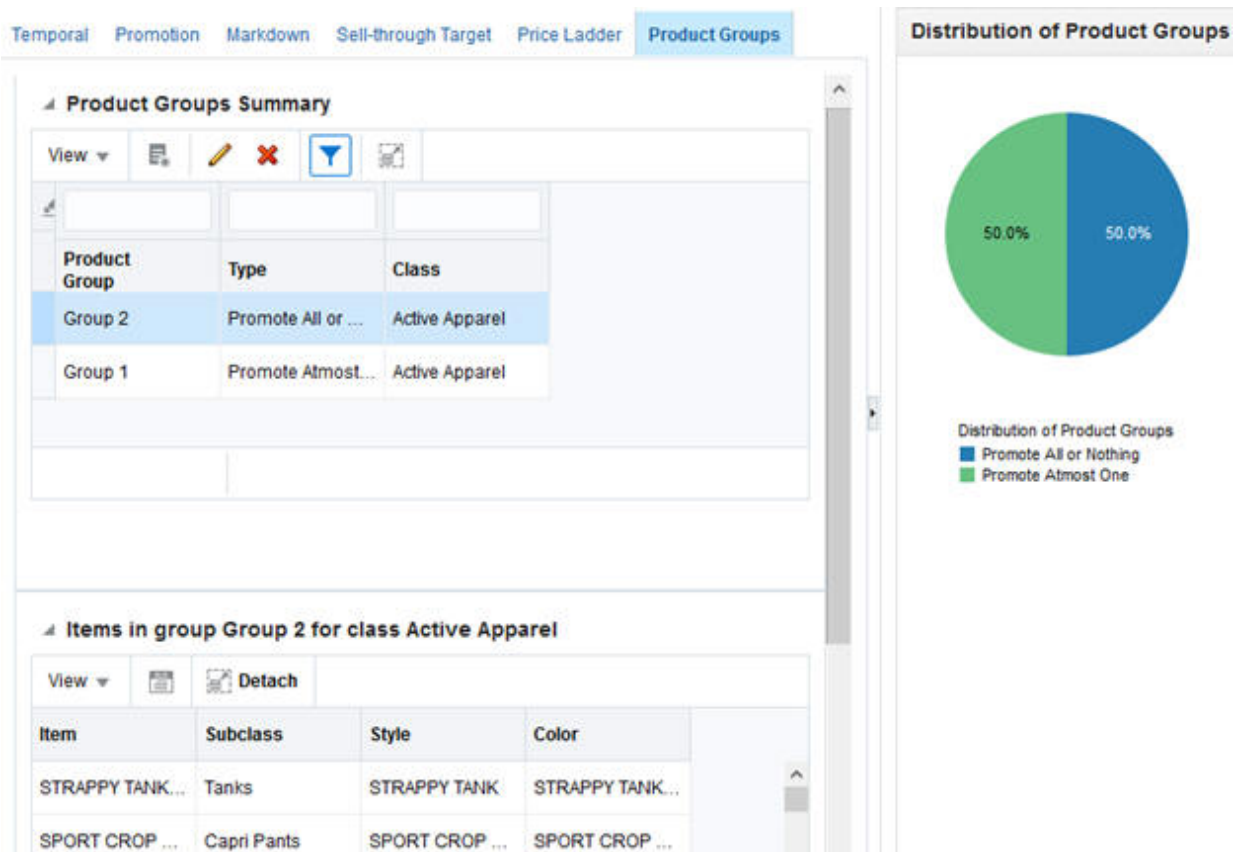 Temporal Promotion Markdown Sell-through Target Price Ladder Product Groups
Product Groups Summary
View
Product Group Type Class
Group 2 Promote All or ... Active Apparel
Group 1 Promote Atmost... Active Apparel
Items in group Group 2 for class Active Apparel
View Detach
Item Subclass Style Color
STRAPPY TANK... Tanks STRAPPY TANK STRAPPY TANK...
SPORT CROP ... Capri Pants SPORT CROP ... SPORT CROP ...
Distribution of Product Groups
50.0% 50.0%
Distribution of Product Groups
Promote All or Nothing
Promote Atmost One